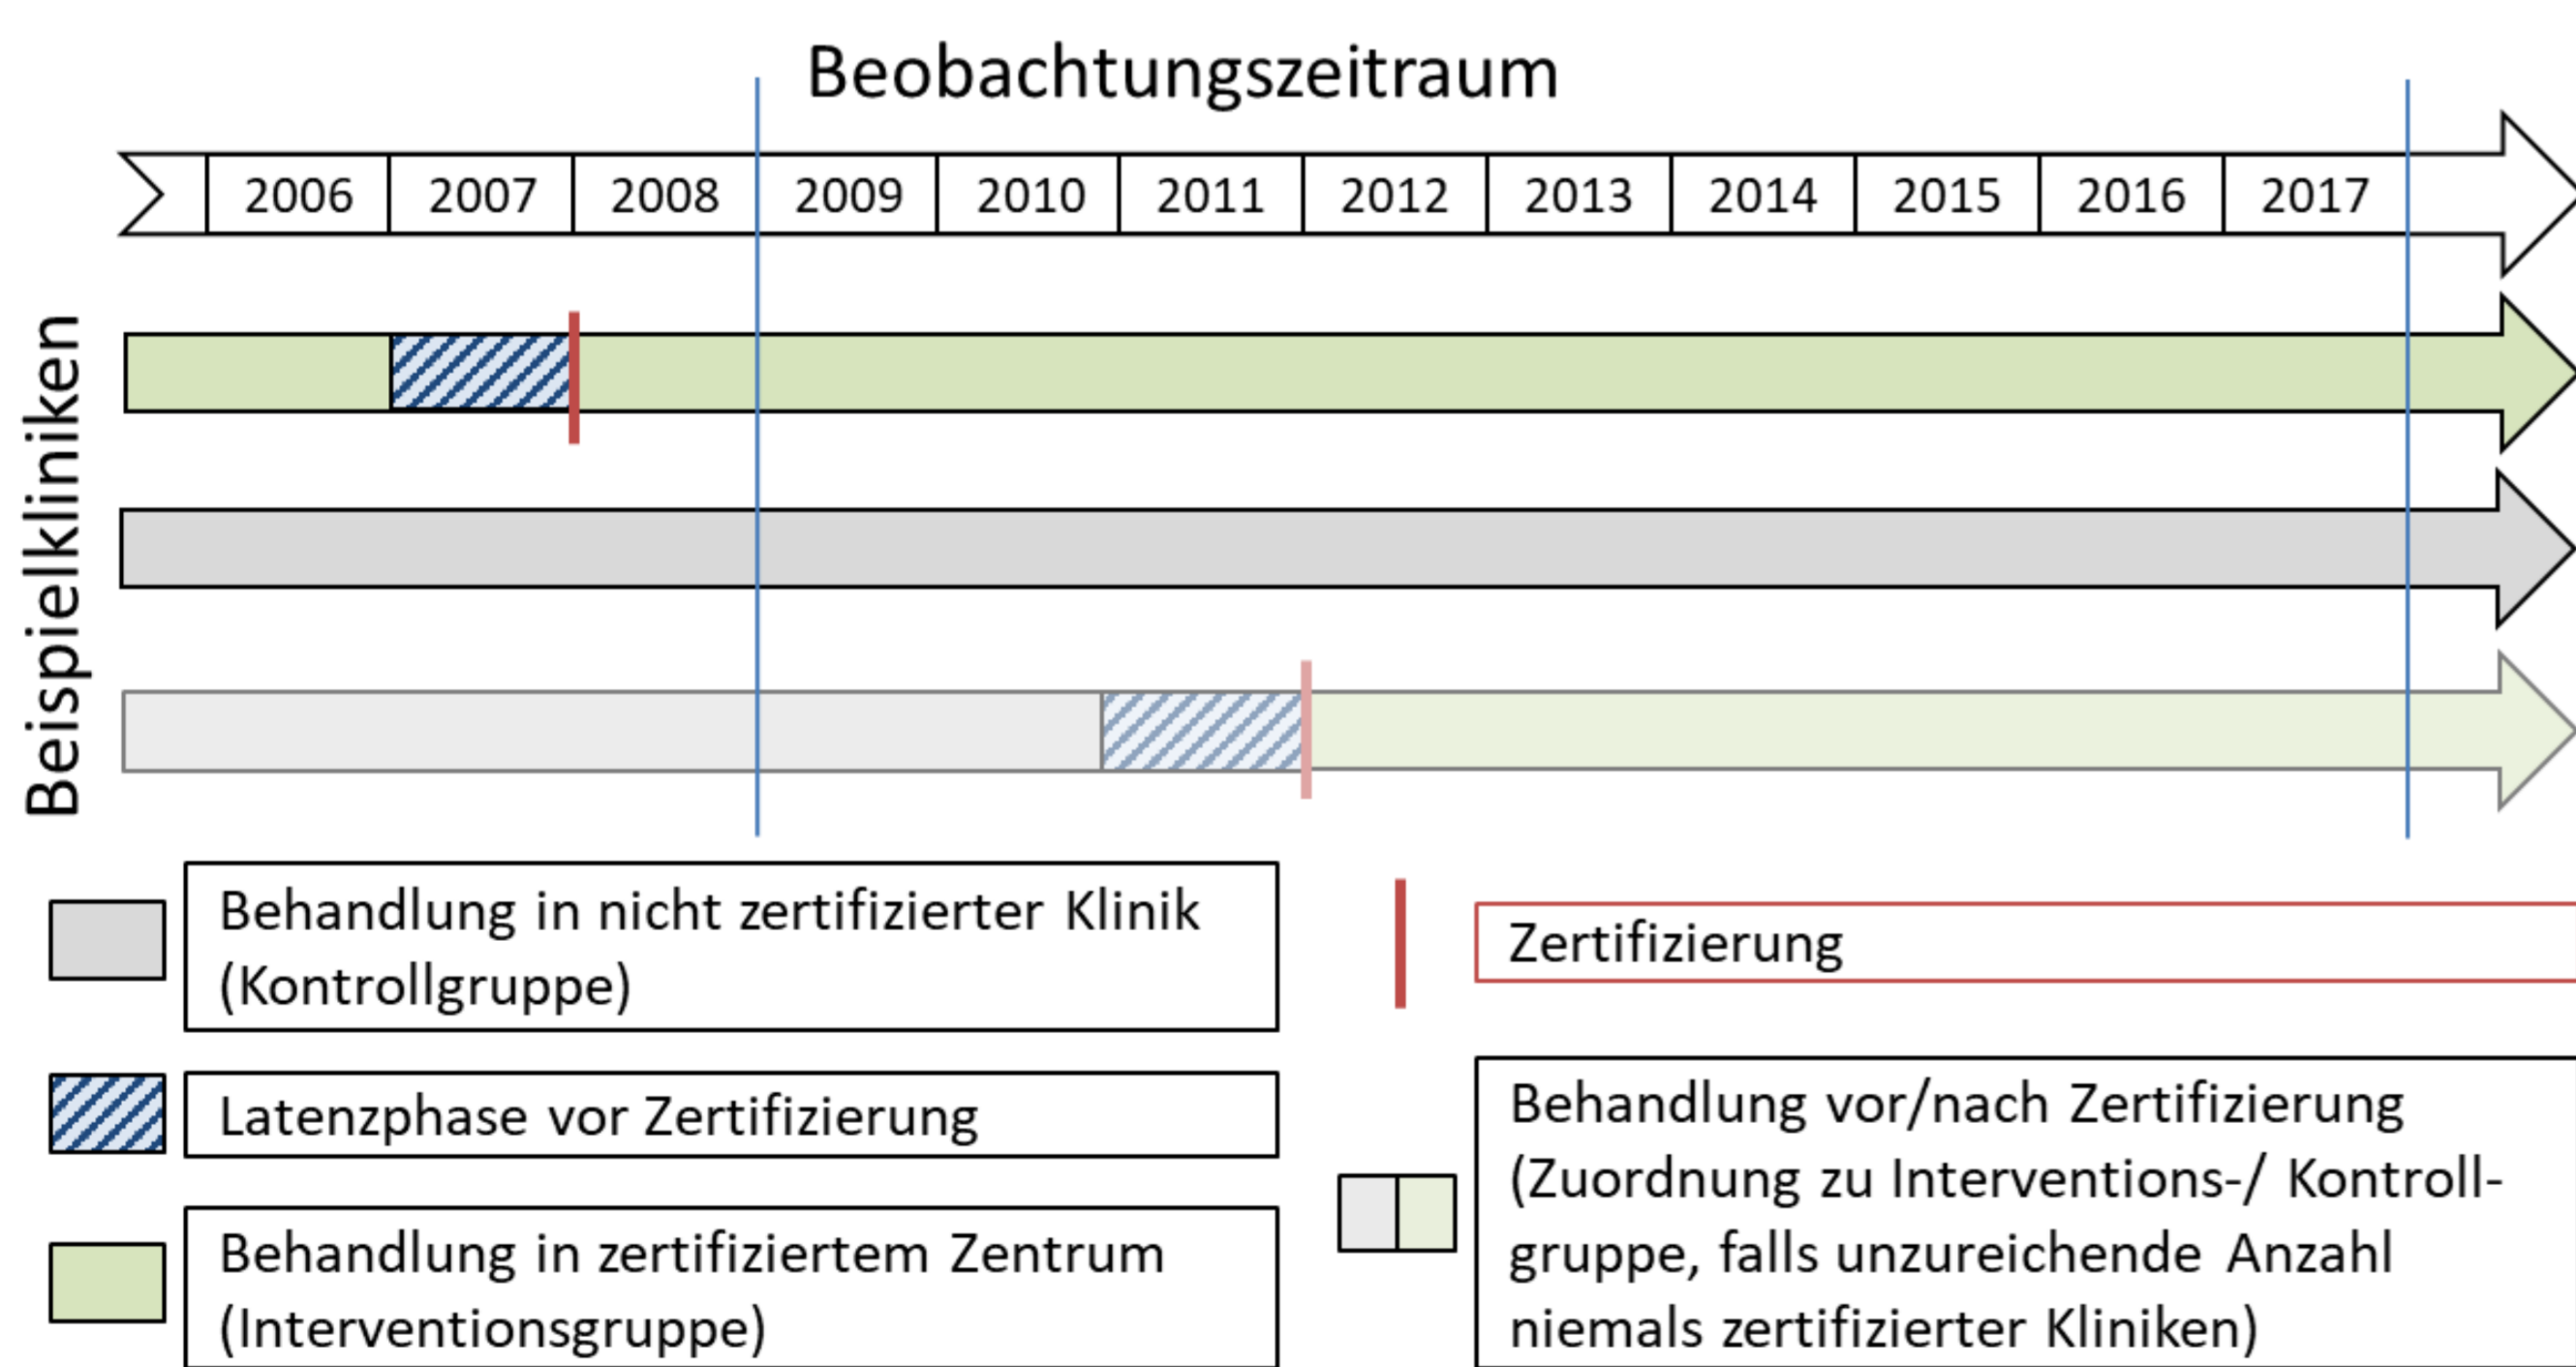 Beobachtungszeitraum
2006 2007 2008 2009 2010 2011 2012 2013 2014 2015 2016 2017
Beispielkliniken
Behandlung in nicht zertifizierter Klinik
(Kontrollgruppe)
Latenzphase vor Zertifizierung
Behandlung in zertifiziertem Zentrum
(Interventionsgruppe)
Zertifizierung
Behandlung vor/nach Zertifizierung
(Zuordnung zu Interventions-/ Kontroll-
gruppe, falls unzureichende Anzahl
niemals zertifizierter Kliniken)